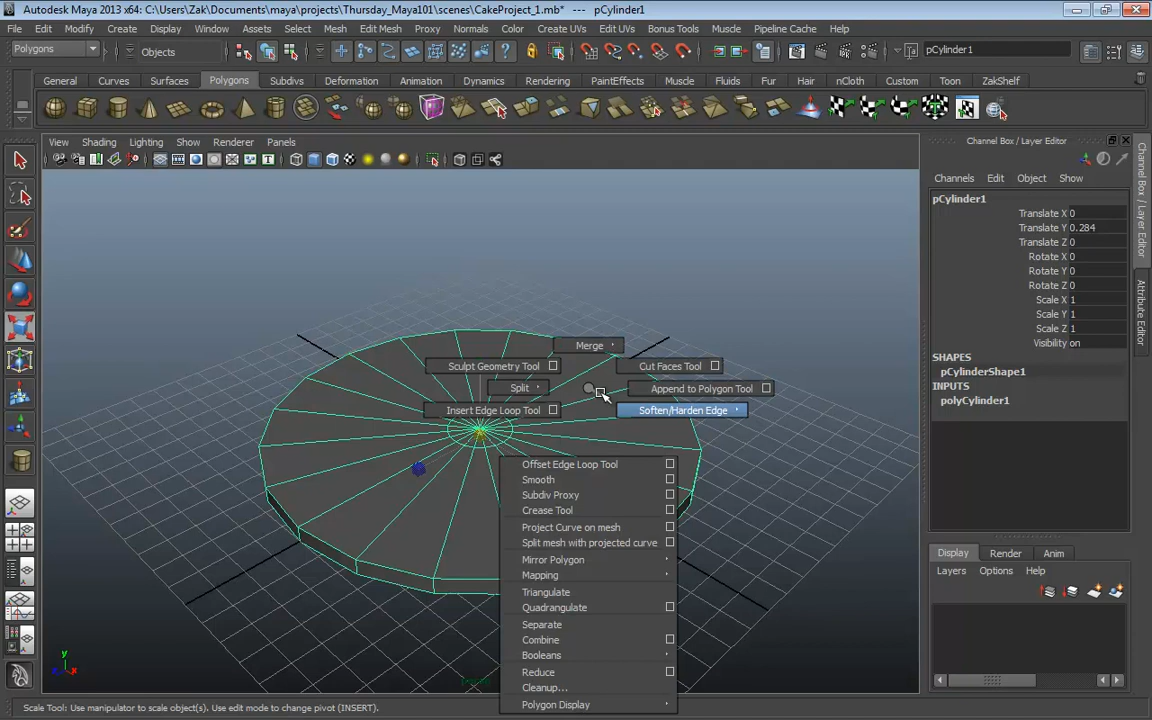 Autodesk Maya 2013 x64: C:\Users\Zak\Documents\maya\projects\Thursday_Maya101\scenes\CakeProject_1.mb* --- pCylinder1
File Edit Modify Create Display Window Assets Select Mesh Edit Mesh Proxy Normals Color Create UVs Edit UVs Bonus Tools Muscle Pipeline Cache Help
Polygons Objects pCylinder1
General Curves Surfaces Polygons Subdivs Deformation Animation Dynamics Rendering PaintEffects Muscle Fluids Fur Hair nCloth Custom Toon ZakShelf
View Shading Lighting Show Renderer Panels
Channel Box / Layer Editor
Channels Edit Object Show
pCylinder1
Translate X 0
Translate Y 0.284
Translate Z 0
Rotate X 0
Rotate Y 0
Rotate Z 0
Scale X 1
Scale Y 1
Scale Z 1
Visibility on
SHAPES
pCylinderShape1
INPUTS
polyCylinder1
Channel Box / Layer Editor
Attribute Editor
Merge
Sculpt Geometry Tool
Cut Faces Tool
Split
Append to Polygon Tool
Insert Edge Loop Tool
Soften/Harden Edge
Offset Edge Loop Tool
Smooth
Subdiv Proxy
Crease Tool
Project Curve on mesh
Split mesh with projected curve
Mirror Polygon
Mapping
Triangulate
Quadrangulate
Separate
Combine
Booleans
Reduce
Cleanup...
Polygon Display
Display Render Anim
Layers Options Help
y
x
Scale Tool: Use manipulator to scale object(s). Use edit mode to change pivot (INSERT).